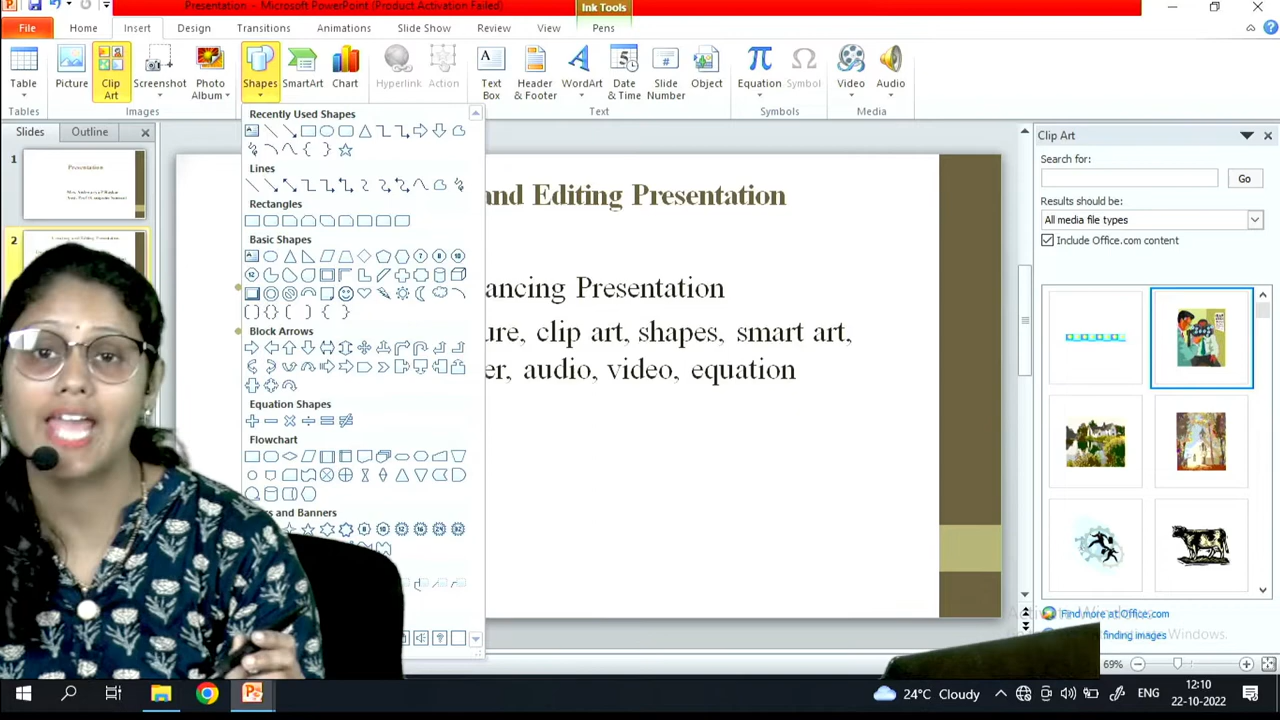 Presentation - Microsoft PowerPoint (Product Activation Failed)
Ink Tools
File
Home
Insert
Design
Transitions
Animations
Slide Show
Review
View
Pens
Table
Picture
Clip
Art
Screenshot
Photo
Album
Shapes
SmartArt
Chart
Hyperlink
Action
Text
Box
Header
& Footer
WordArt
Date
& Time
Slide
Number
Object
Equation
Symbol
Video
Audio
Tables
Images
Text
Symbols
Media
Slides
Outline
1
Presentation
2
Recently Used Shapes
Lines
Rectangles
Basic Shapes
Block Arrows
Equation Shapes
Flowchart
and Banners
and Editing Presentation
Presentation
clip art, shapes, smart art,
audio, video, equation
Clip Art
Search for:
Go
Results should be:
All media file types
Include Office.com content
Find more at Office.com
finding images
69%
24°C Cloudy
ENG
12:10
22-10-2022